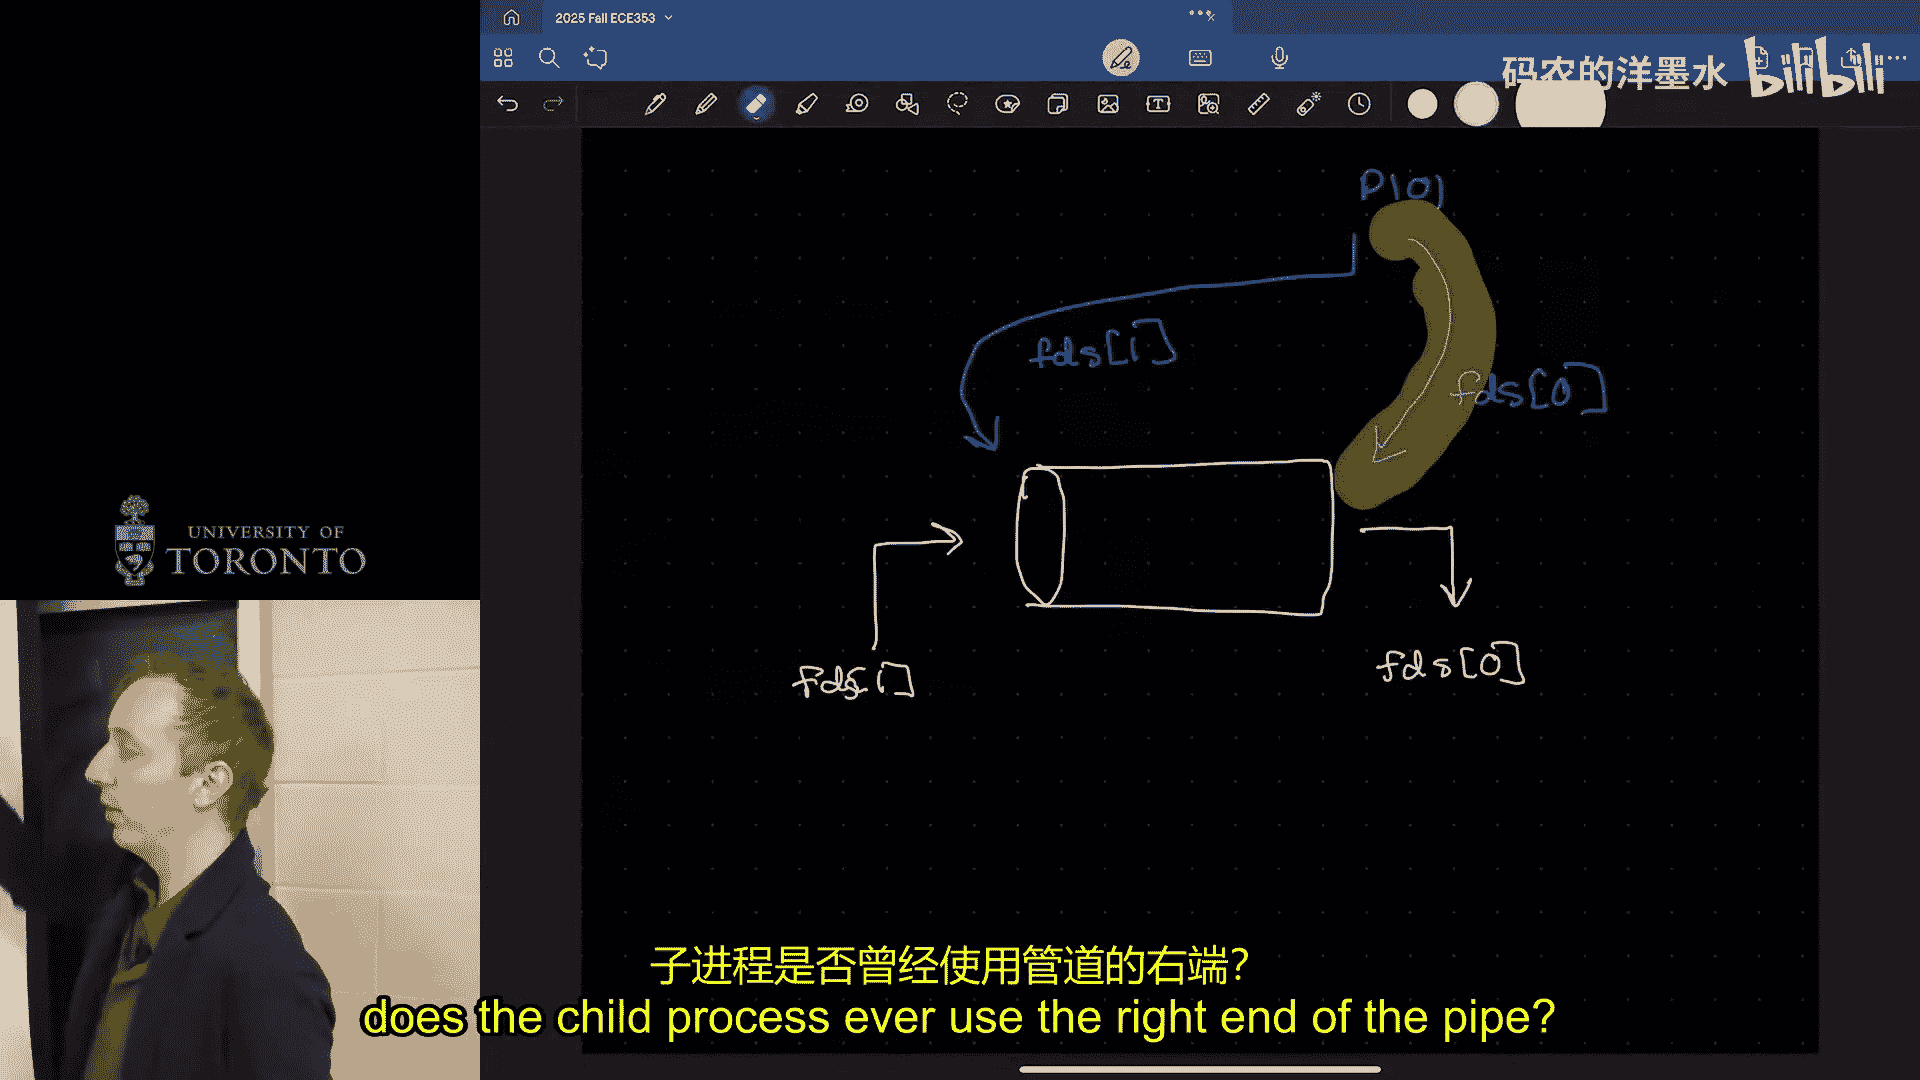 2025 Fall ECE353
码农的洋墨水 bilibili
fds[1]
fds[0]
UNIVERSITY OF
TORONTO
fds[1]
fds[0]
子进程是否曾经使用管道的右端?
does the child process ever use the right end of the pipe?